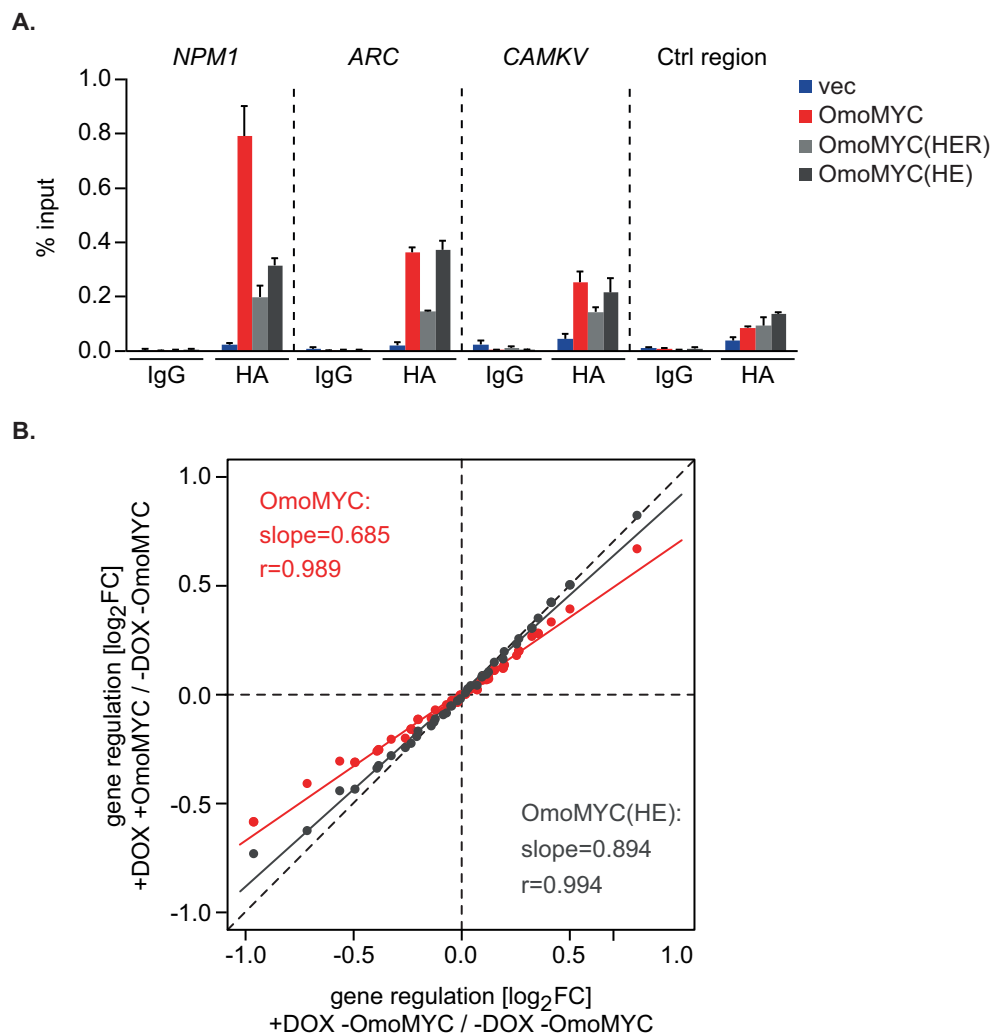 A.
NPM1 ARC CAMKV Ctrl region
vec
OmoMYC
OmoMYC(HER)
OmoMYC(HE)
% input
1.0
0.8
0.6
0.4
0.2
0.0
IgG HA IgG HA IgG HA IgG HA
B.
gene regulation [log2FC]
+DOX +OmoMYC / -DOX -OmoMYC
1.0
0.5
0.0
-0.5
-1.0
OmoMYC:
slope=0.685
r=0.989
OmoMYC(HE):
slope=0.894
r=0.994
-1.0 -0.5 0.0 0.5 1.0
gene regulation [log2FC]
+DOX -OmoMYC / -DOX -OmoMYC